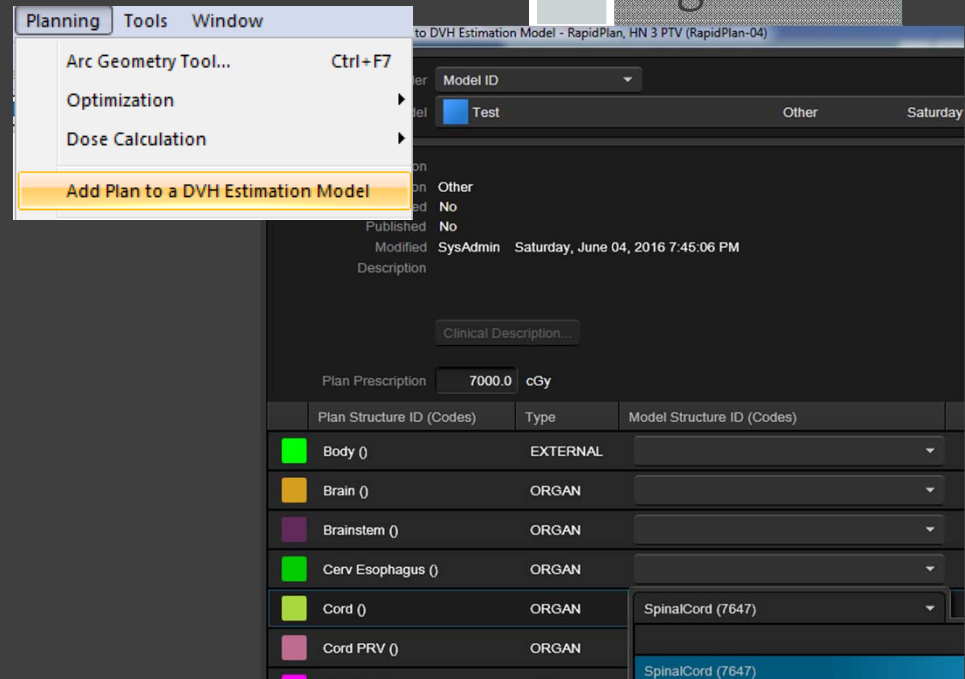 Planning Tools Window
Arc Geometry Tool... Ctrl+F7
Optimization
Dose Calculation
Add Plan to a DVH Estimation Model
to DVH Estimation Model - RapidPlan, HN 3 PTV (RapidPlan-04)
Model ID
Test Other Saturday
Other
No
Published No
Modified SysAdmin Saturday, June 04, 2016 7:45:06 PM
Description
Clinical Description...
Plan Prescription 7000.0 cGy
Plan Structure ID (Codes) Type Model Structure ID (Codes)
Body () EXTERNAL
Brain () ORGAN
Brainstem () ORGAN
Cerv Esophagus () ORGAN
Cord () ORGAN SpinalCord (7647)
Cord PRV () ORGAN
SpinalCord (7647)